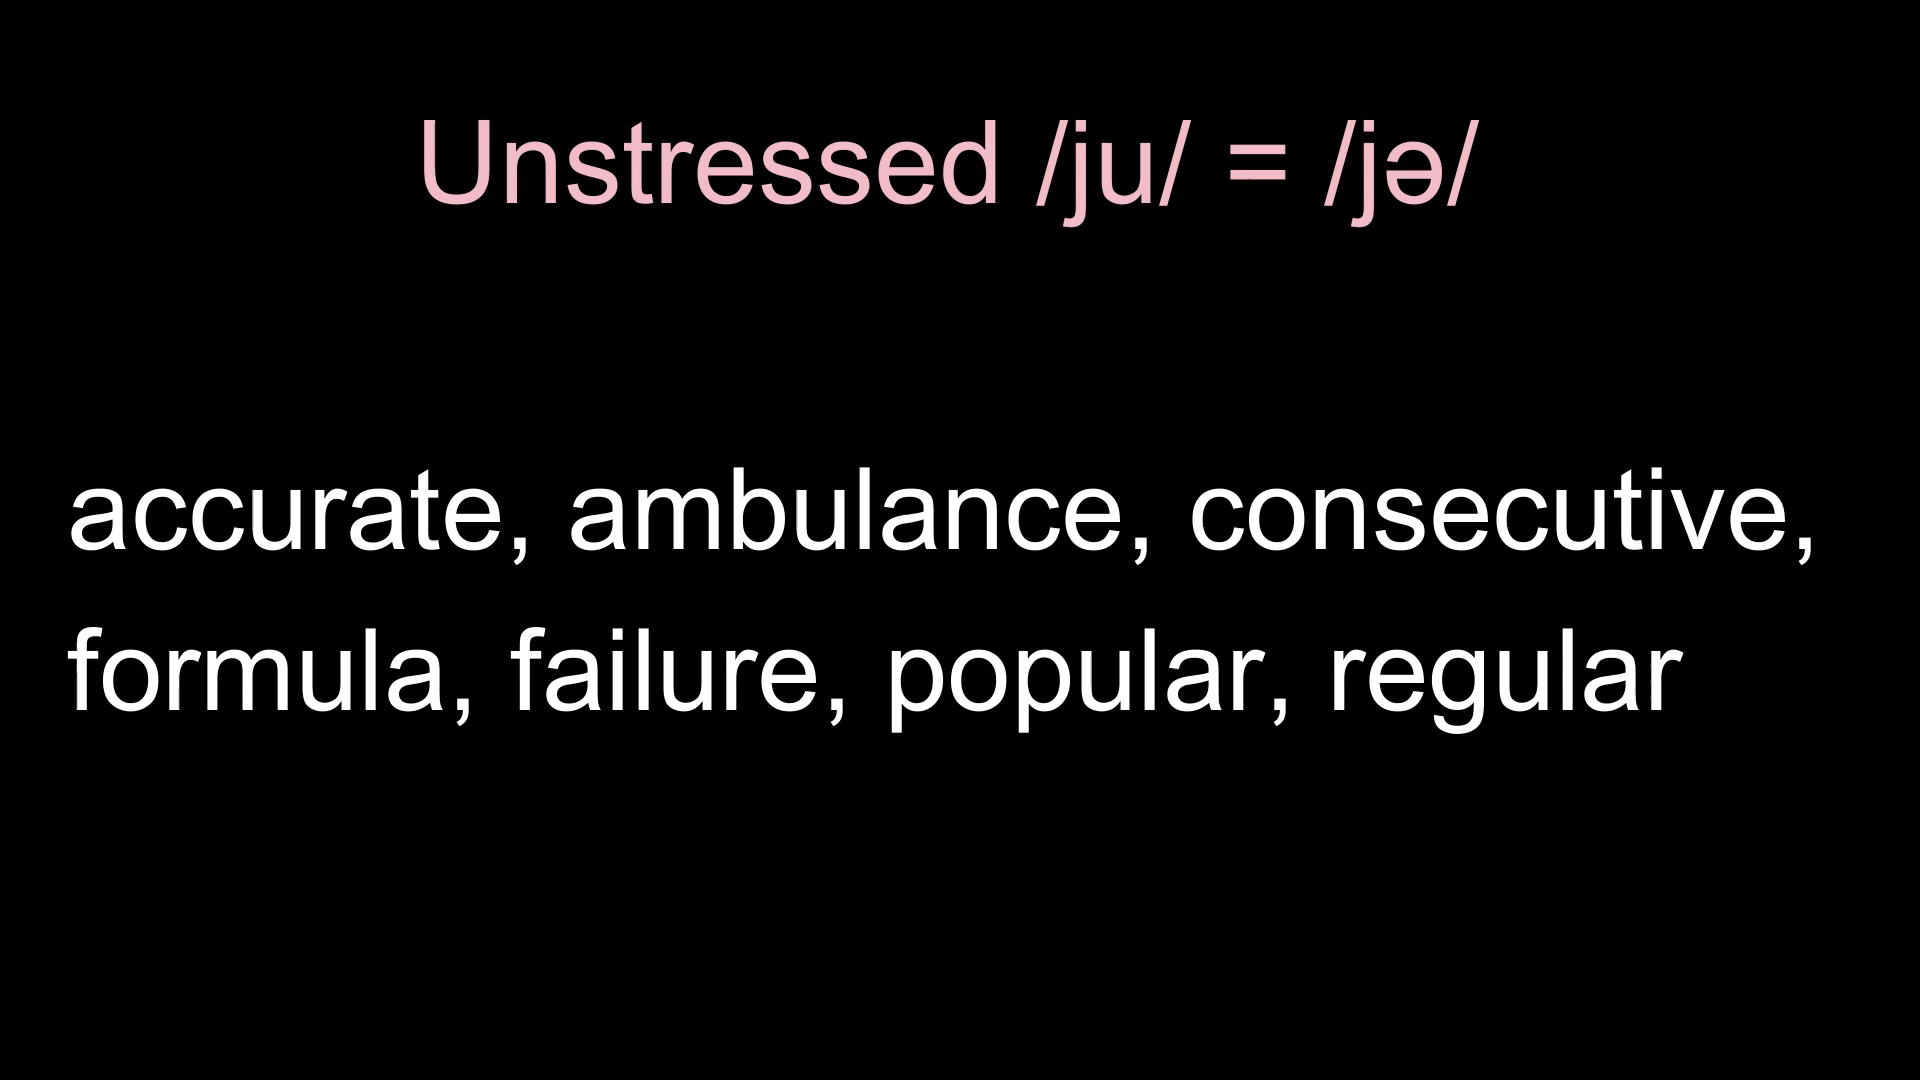 Unstressed /ju/ = /jə/
accurate, ambulance, consecutive,
formula, failure, popular, regular